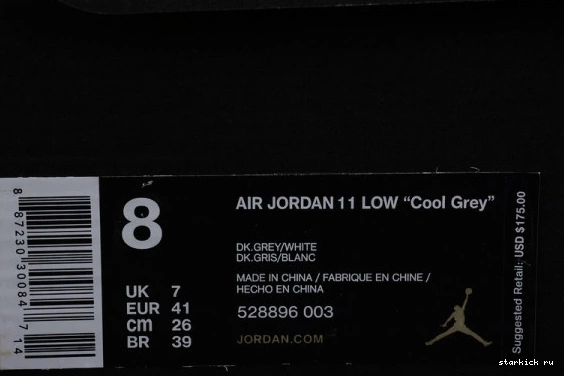 8
AIR JORDAN 11 LOW “Cool Grey”
DK.GREY/WHITE
DK.GRIS/BLANC
MADE IN CHINA / FABRIQUE EN CHINE /
HECHO EN CHINA
UK 7
EUR 41
cm 26
BR 39
528896 003
JORDAN.COM
Suggested Retail: USD $175.00
8 87230 30084 7 14
starkick ru